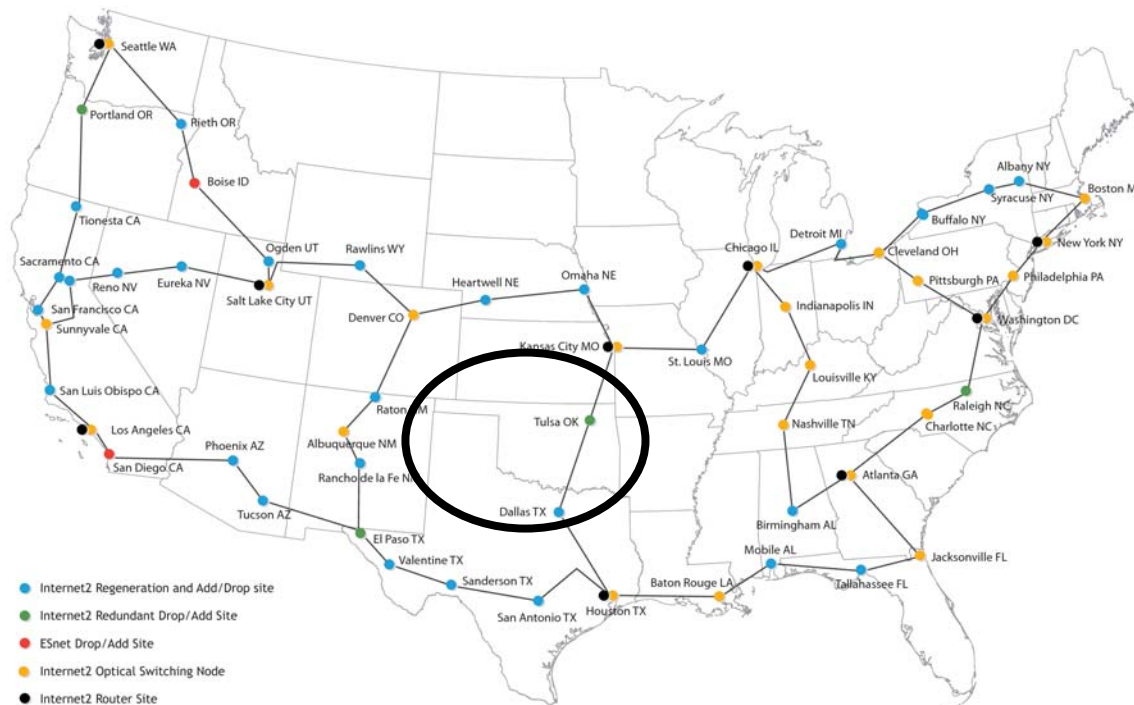 Seattle WA
Portland OR
Rieth OR
Boise ID
Tionesta CA
Sacramento CA
Reno NV
Eureka NV
Ogden UT
Rawlins WY
Salt Lake City UT
San Francisco CA
Sunnyvale CA
San Luis Obispo CA
Los Angeles CA
San Diego CA
Phoenix AZ
Tucson AZ
Denver CO
Heartwell NE
Omaha NE
Kansas City MO
St. Louis MO
Raton NM
Albuquerque NM
Rancho de la Fe
Tulsa OK
Dallas TX
El Paso TX
Valentine TX
Sanderson TX
San Antonio TX
Houston TX
Baton Rouge LA
Mobile AL
Tallahassee FL
Jacksonville FL
Birmingham AL
Atlanta GA
Nashville TN
Louisville KY
Indianapolis IN
Chicago IL
Detroit MI
Cleveland OH
Buffalo NY
Syracuse NY
Albany NY
Boston M
New York NY
Philadelphia PA
Pittsburgh PA
Washington DC
Raleigh NC
Charlotte NC
Internet2 Regeneration and Add/Drop site
Internet2 Redundant Drop/Add Site
ESnet Drop/Add Site
Internet2 Optical Switching Node
Internet2 Router Site